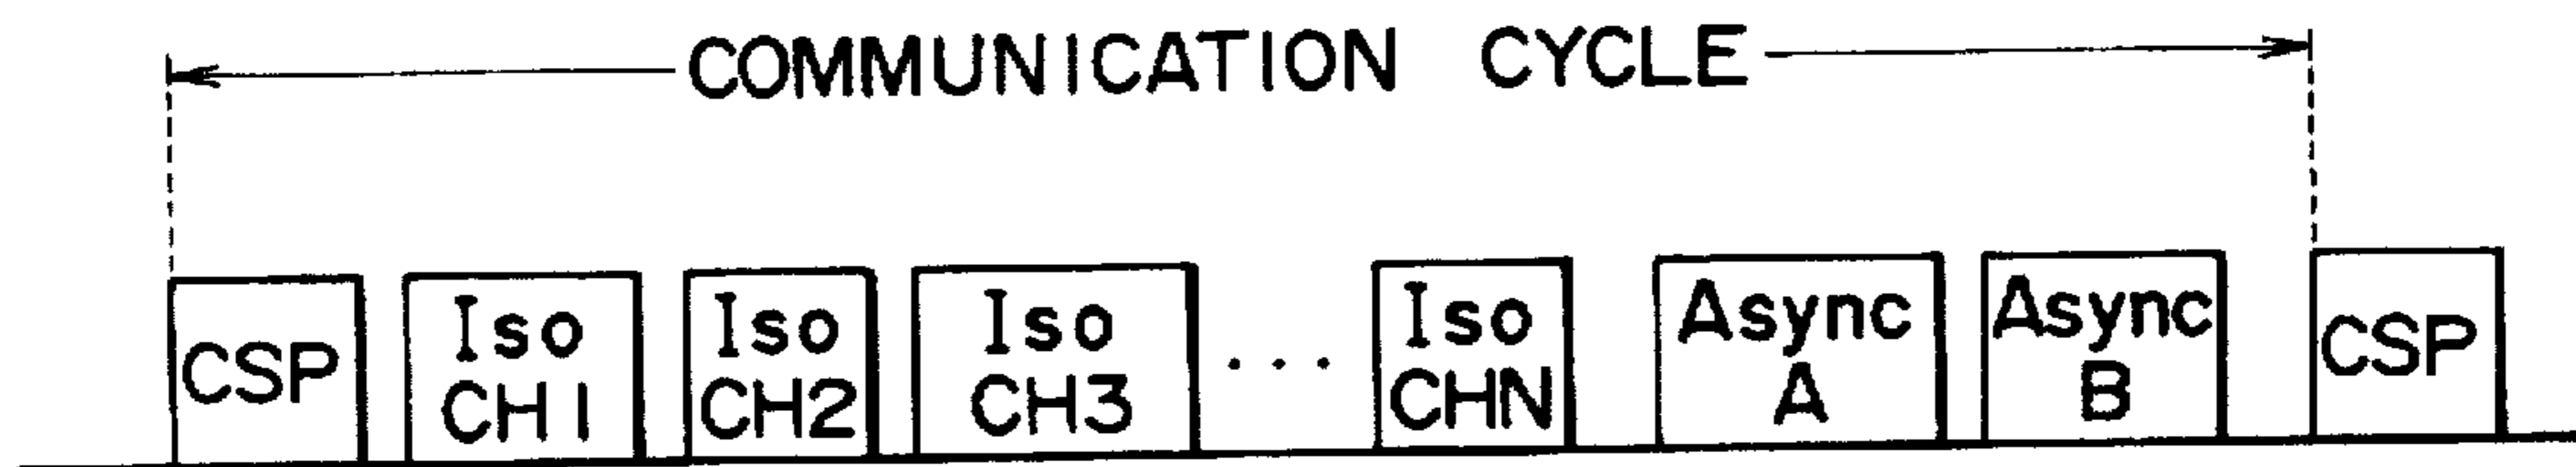 COMMUNICATION CYCLE
CSP Iso CH1 Iso CH2 Iso CH3 ... Iso CHN Async A Async B CSP